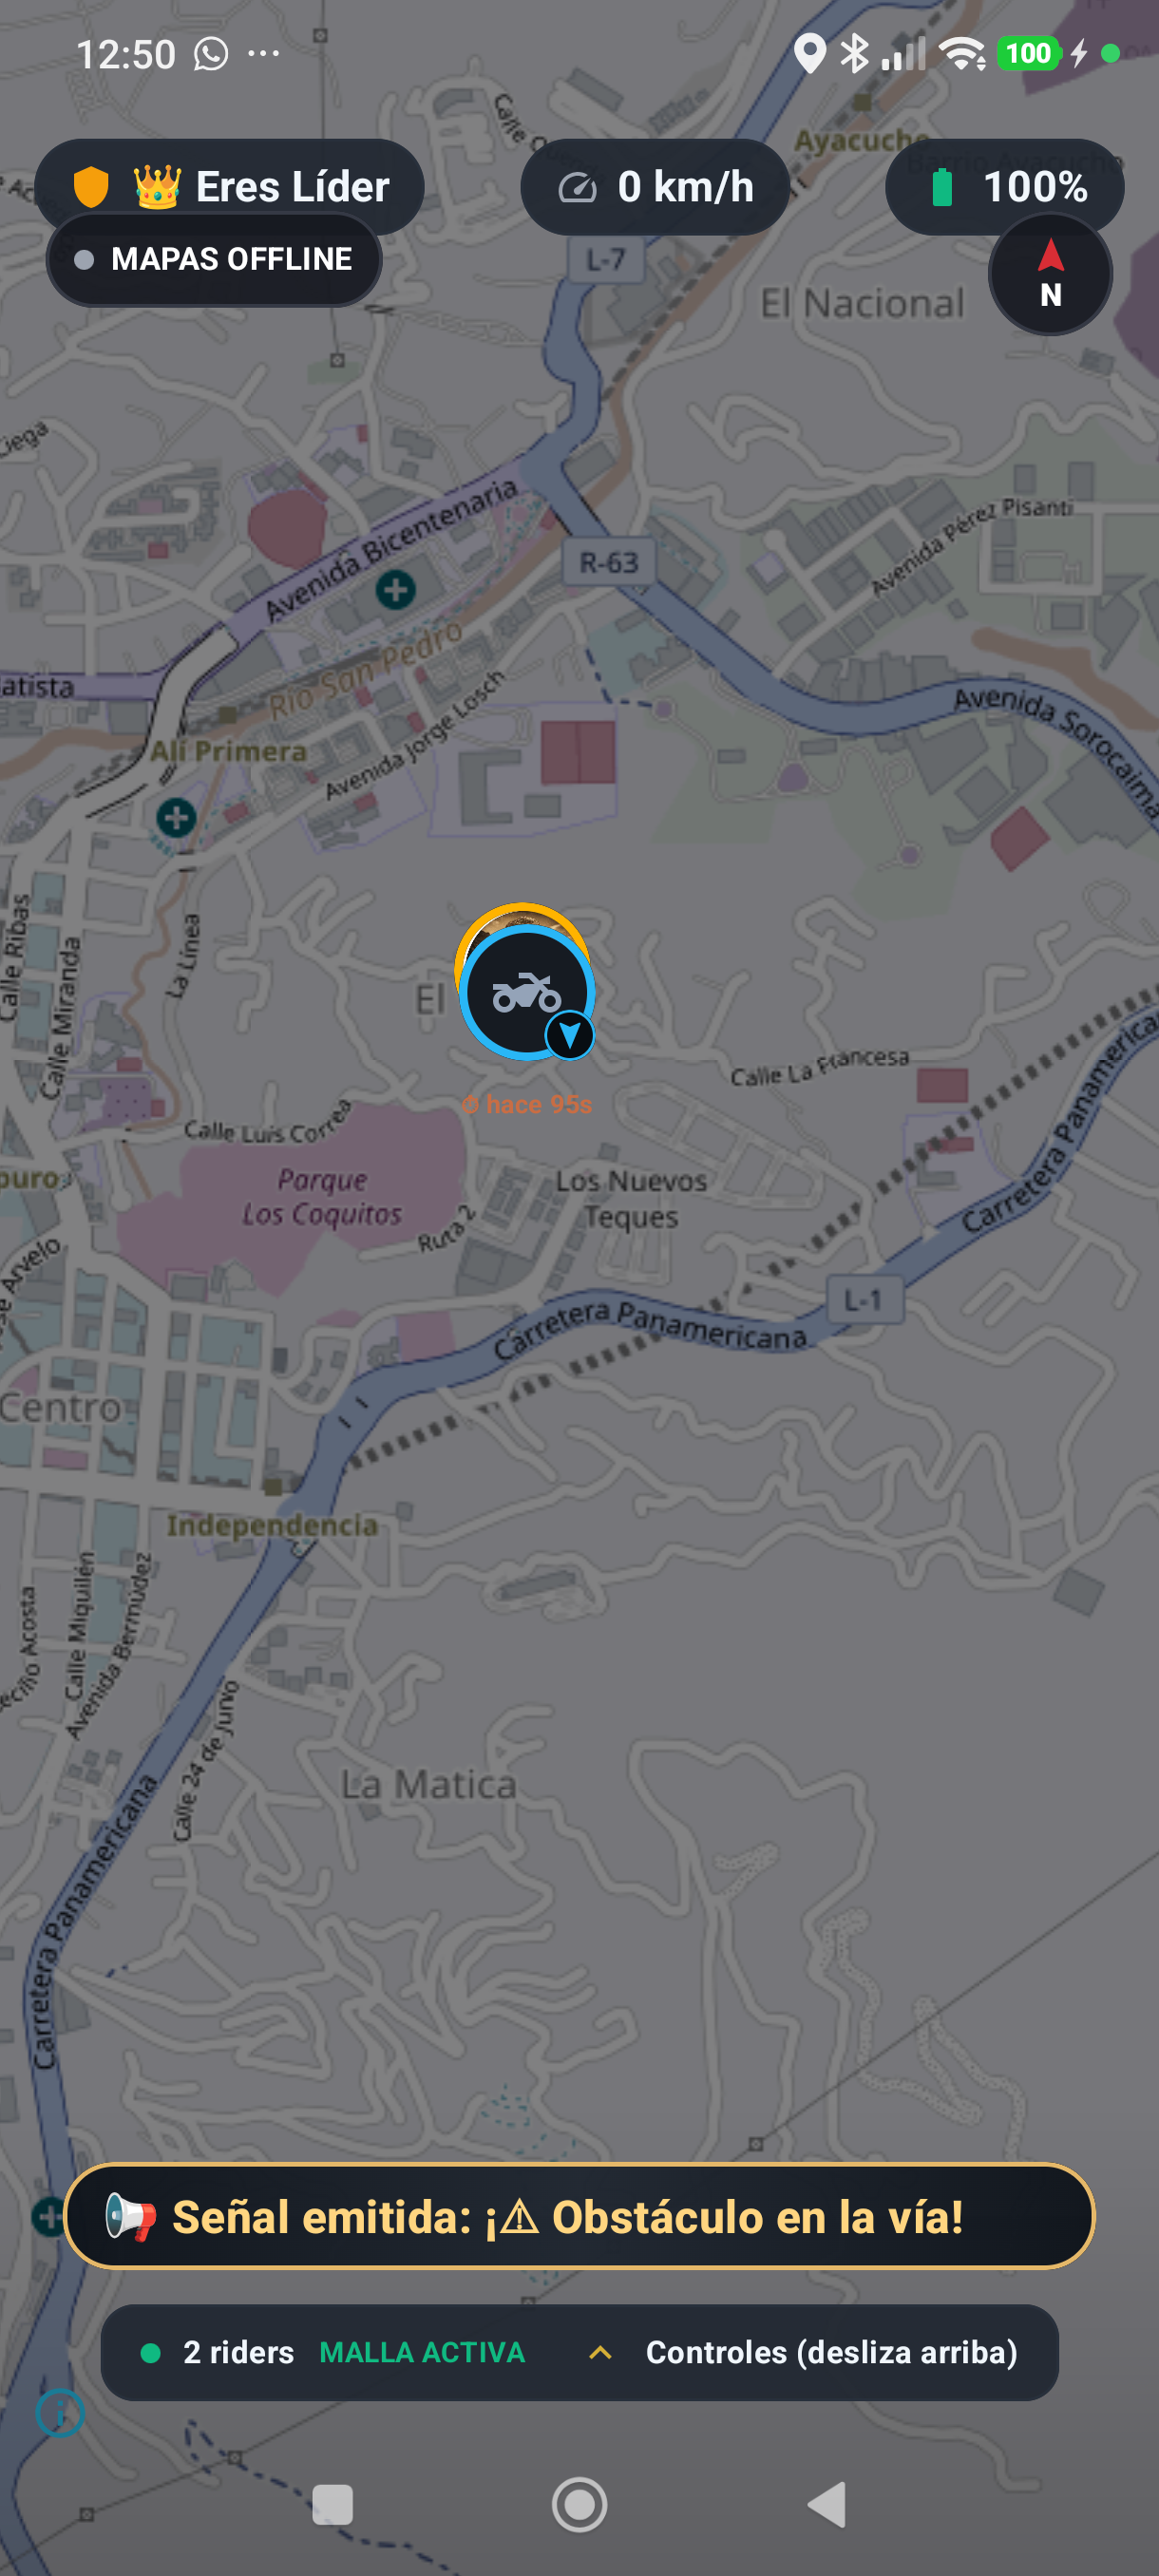 12:50
100
Calle Quenda
Ayacucho
Barrio Ayacucho
👑 Eres Líder
0 km/h
100%
MAPAS OFFLINE
L-7
N
El Nacional
Avenida Bicentenaria
Avenida Pérez Pisanti
R-63
Río San Pedro
atista
Avenida Sorocaima
Alí Primera
Avenida Jorge Losch
Calle Ribas
Calle Miranda
La Línea
El
Calle La Francesa
hace 95s
Calle Luis Correa
Carretera Panamericana
Parque
Los Coquitos
Los Nuevos
Teques
Ruta 2
L-1
Carretera Panamericana
Centro
Independencia
Calle Miquilén
Avenida Bermúdez
Calle 24 de Junio
La Matica
Carretera Panamericana
📢 Señal emitida: ¡⚠ Obstáculo en la vía!
2 riders MALLA ACTIVA Controles (desliza arriba)